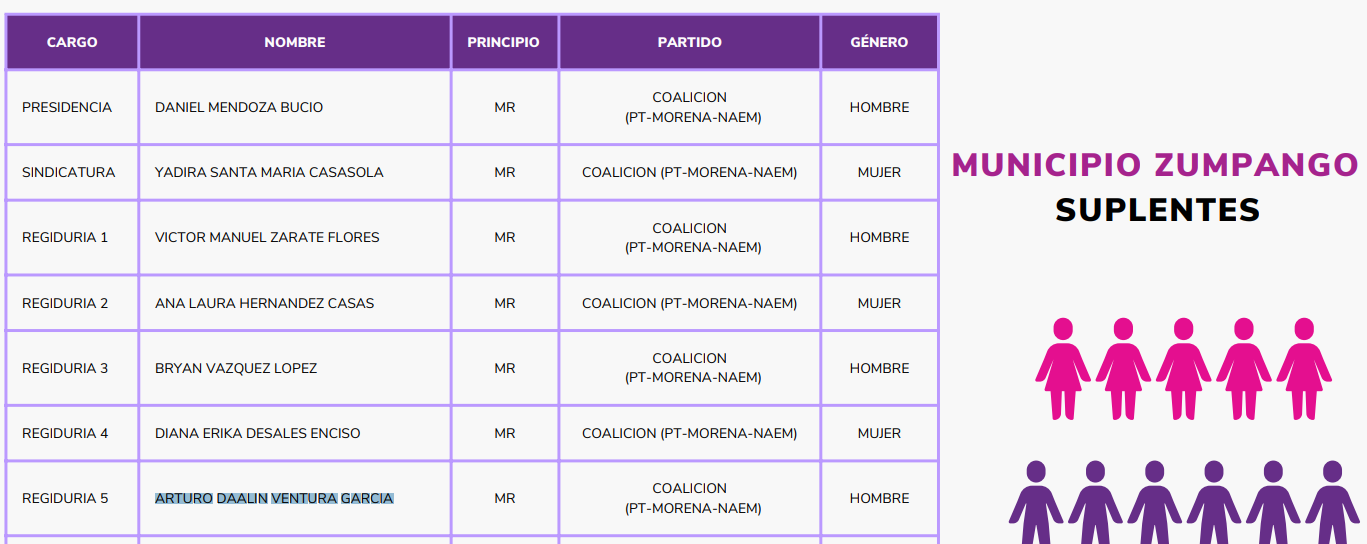 CARGO NOMBRE PRINCIPIO PARTIDO GÉNERO
PRESIDENCIA DANIEL MENDOZA BUCIO MR COALICION (PT-MORENA-NAEM) HOMBRE
SINDICATURA YADIRA SANTA MARIA CASASOLA MR COALICION (PT-MORENA-NAEM) MUJER
REGIDURIA 1 VICTOR MANUEL ZARATE FLORES MR COALICION (PT-MORENA-NAEM) HOMBRE
REGIDURIA 2 ANA LAURA HERNANDEZ CASAS MR COALICION (PT-MORENA-NAEM) MUJER
REGIDURIA 3 BRYAN VAZQUEZ LOPEZ MR COALICION (PT-MORENA-NAEM) HOMBRE
REGIDURIA 4 DIANA ERIKA DESALES ENCISO MR COALICION (PT-MORENA-NAEM) MUJER
REGIDURIA 5 ARTURO DAALIN VENTURA GARCIA MR COALICION (PT-MORENA-NAEM) HOMBRE
MUNICIPIO ZUMPANGO
SUPLENTES